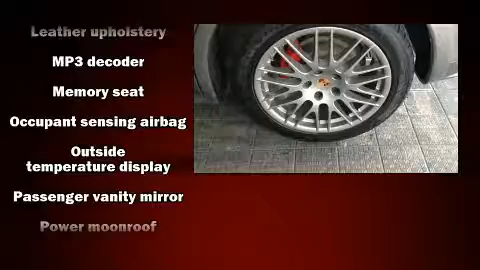 Leather upholstery
MP3 decoder
Memory seat
Occupant sensing airbag
Outside
temperature display
Passenger vanity mirror
Power moonroof